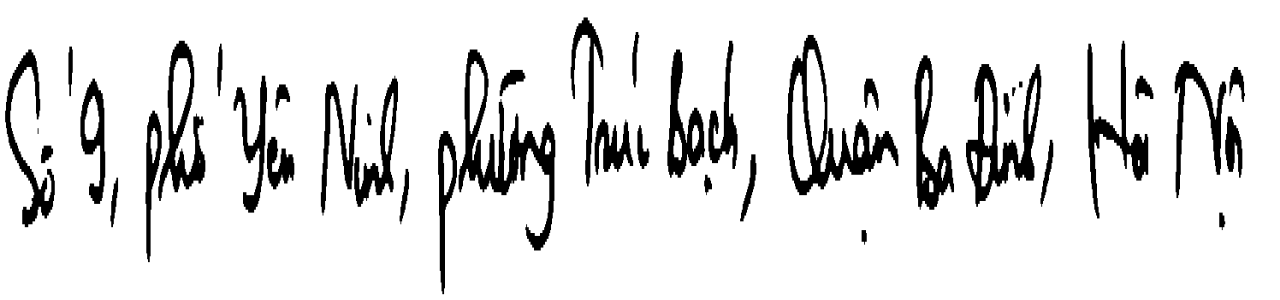 Số 9, phố Yên Ninh, phường Trúc Bạch, Quận Ba Đình, Hà Nội